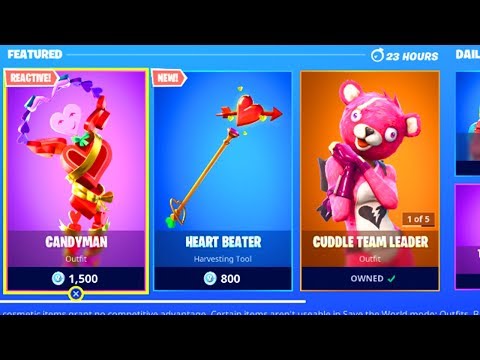 FEATURED
23 HOURS
DAIL
REACTIVE!
NEW!
1 of 5
CANDYMAN
Outfit
1,500
HEART BEATER
Harvesting Tool
800
CUDDLE TEAM LEADER
Outfit
OWNED ✓
cosmetic items grant no competitive advantage. Certain items aren't useable in Save the World mode: Outfits, B